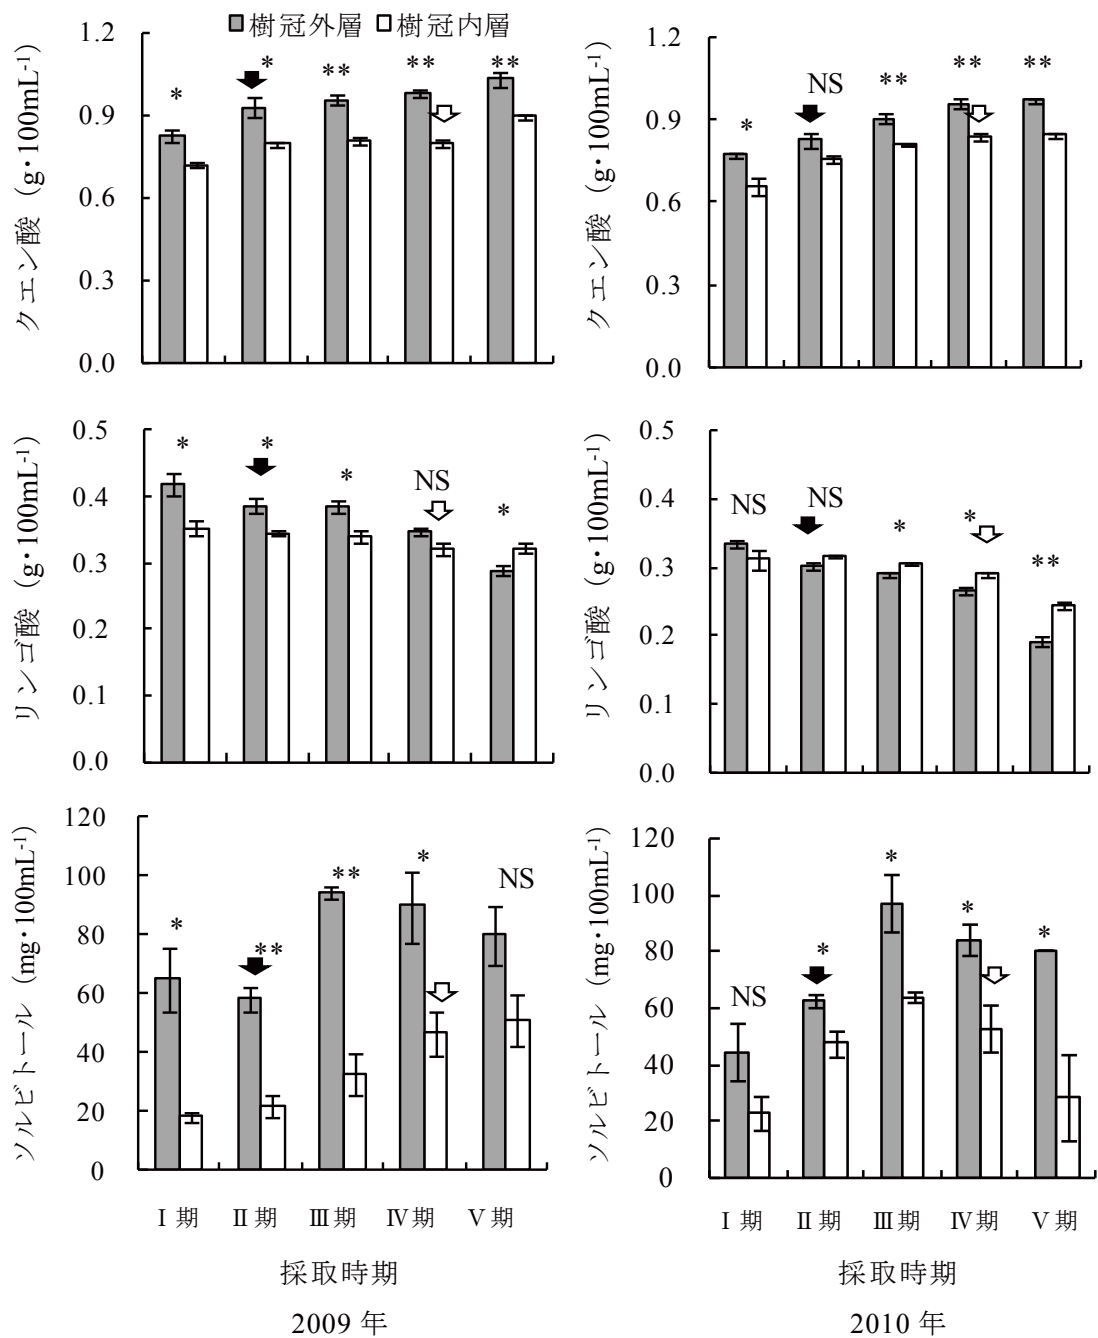 樹冠外層 樹冠内層
クエン酸 (g・100mL-1)
1.2
0.9
0.6
0.3
0.0
* * ** ** **
クエン酸 (g・100mL-1)
1.2
0.9
0.6
0.3
0.0
* NS ** ** **
リンゴ酸 (g・100mL-1)
0.5
0.4
0.3
0.2
0.1
0.0
* * * NS *
リンゴ酸 (g・100mL-1)
0.5
0.4
0.3
0.2
0.1
0.0
NS NS * * **
ソルビトール (mg・100mL-1)
120
100
80
60
40
20
0
* ** ** * NS
Ⅰ期 Ⅱ期 Ⅲ期 Ⅳ期 Ⅴ期
採取時期
2009 年
ソルビトール (mg・100mL-1)
120
100
80
60
40
20
0
NS * * * *
Ⅰ期 Ⅱ期 Ⅲ期 Ⅳ期 Ⅴ期
採取時期
2010 年